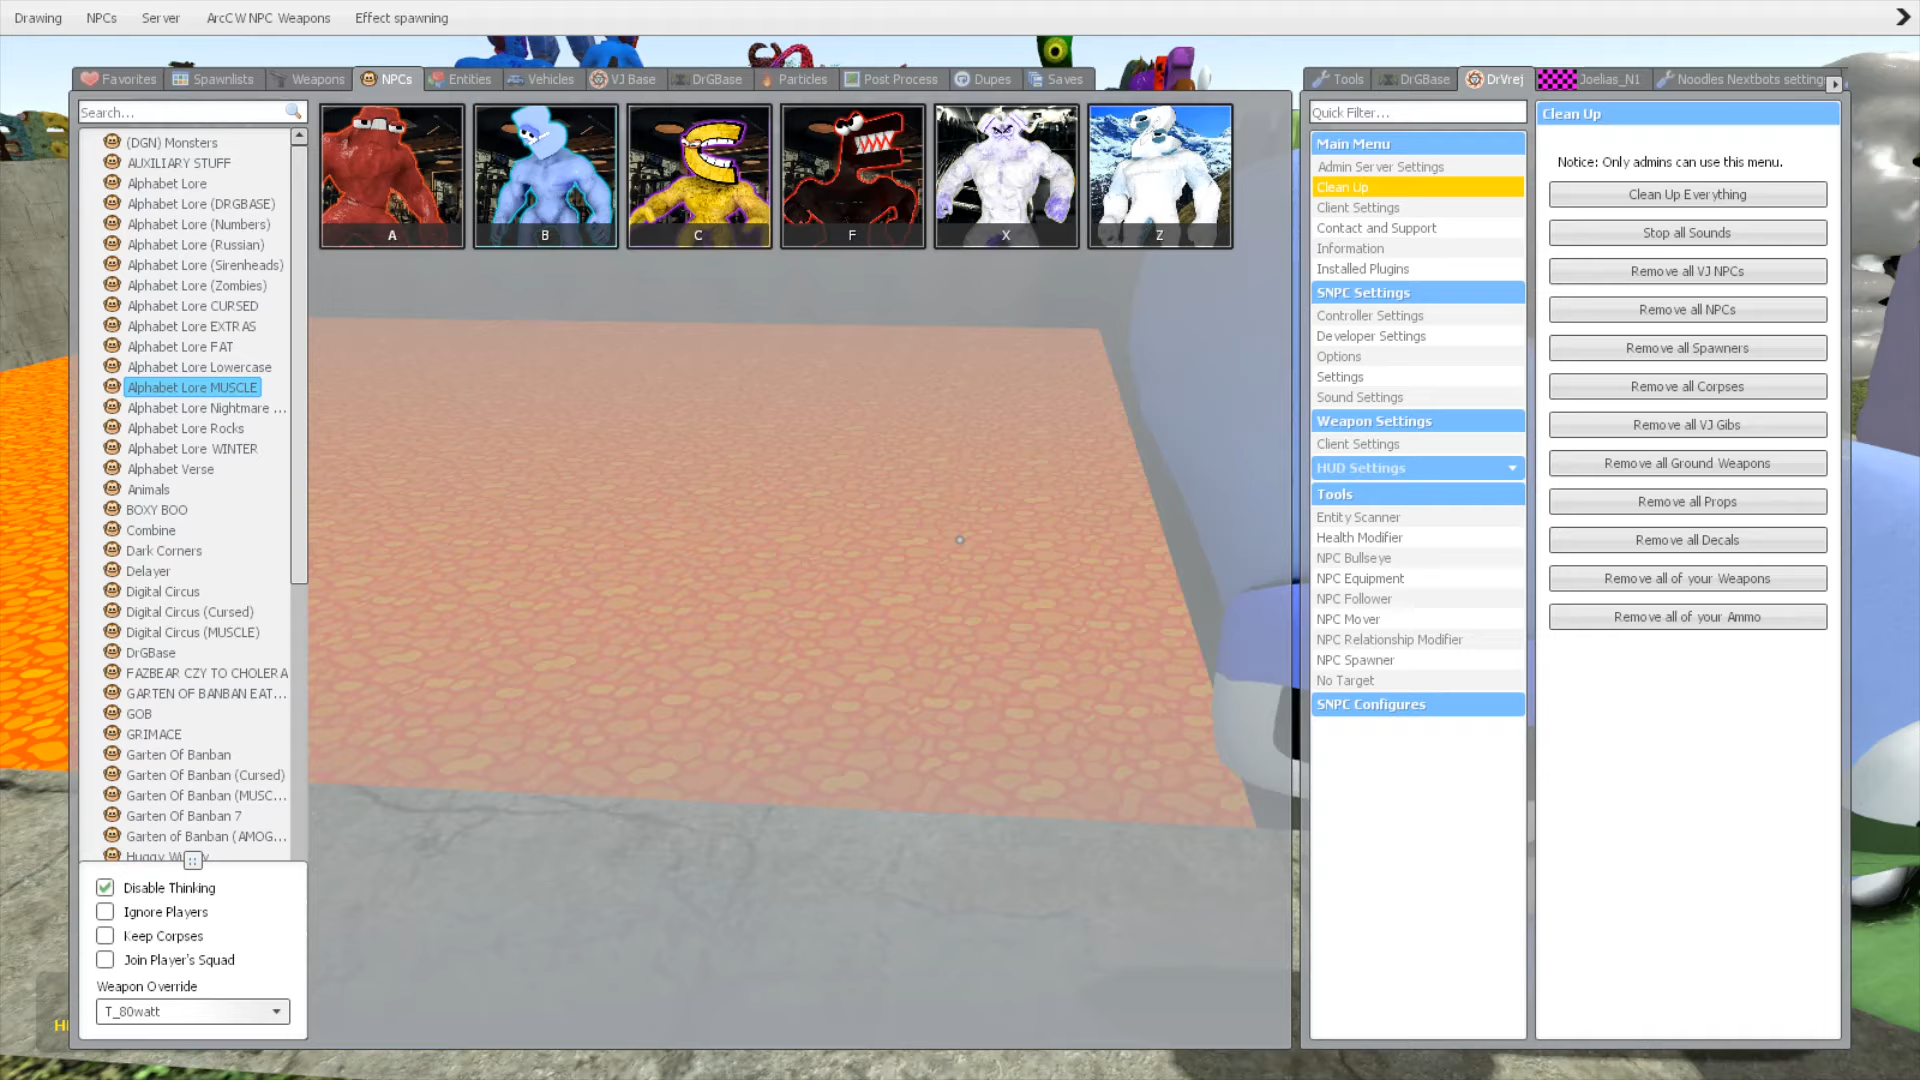 Drawing NPCs Server ArcCW NPC Weapons Effect spawning
Favorites Spawnlists Weapons NPCs Entities Vehicles VJ Base DrGBase Particles Post Process Dupes Saves
Search...
(DGN) Monsters
AUXILIARY STUFF
Alphabet Lore
Alphabet Lore (DRGBASE)
Alphabet Lore (Numbers)
Alphabet Lore (Russian)
Alphabet Lore (Sirenheads)
Alphabet Lore (Zombies)
Alphabet Lore CURSED
Alphabet Lore EXTRAS
Alphabet Lore FAT
Alphabet Lore Lowercase
Alphabet Lore MUSCLE
Alphabet Lore Nightmare ...
Alphabet Lore Rocks
Alphabet Lore WINTER
Alphabet Verse
Animals
BOXY BOO
Combine
Dark Corners
Delayer
Digital Circus
Digital Circus (Cursed)
Digital Circus (MUSCLE)
DrGBase
FAZBEAR CZY TO CHOLERA
GARTEN OF BANBAN EAT...
GOB
GRIMACE
Garten Of Banban
Garten Of Banban (Cursed)
Garten Of Banban (MUSC...
Garten Of Banban 7
Garten of Banban (AMOG...
Disable Thinking
Ignore Players
Keep Corpses
Join Player's Squad
Weapon Override
T_80watt
A B C F X Z
Tools DrGBase DrVrej Joelias_N1 Noodles Nextbots setting
Quick Filter...
Main Menu
Admin Server Settings
Clean Up
Client Settings
Contact and Support
Information
Installed Plugins
SNPC Settings
Controller Settings
Developer Settings
Options
Settings
Sound Settings
Weapon Settings
Client Settings
HUD Settings
Tools
Entity Scanner
Health Modifier
NPC Bullseye
NPC Equipment
NPC Follower
NPC Mover
NPC Relationship Modifier
NPC Spawner
No Target
SNPC Configures
Clean Up
Notice: Only admins can use this menu.
Clean Up Everything
Stop all Sounds
Remove all VJ NPCs
Remove all NPCs
Remove all Spawners
Remove all Corpses
Remove all VJ Gibs
Remove all Ground Weapons
Remove all Props
Remove all Decals
Remove all of your Weapons
Remove all of your Ammo